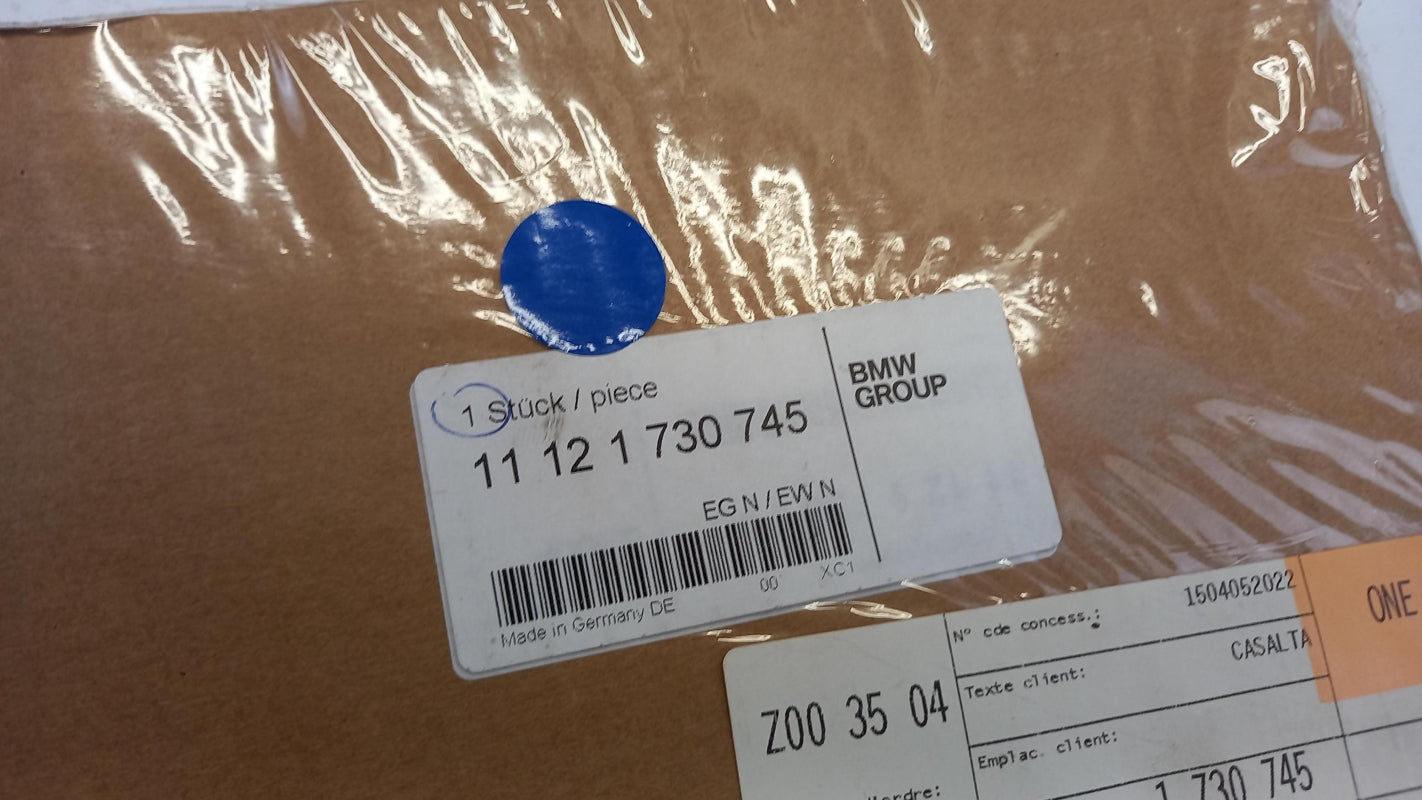 1 Stück / piece
11 12 1 730 745
EG N / EW N
00 XC1
Made in Germany DE
BMW
GROUP
Z00 35 04
N° cde concess.:
1504052022
Texte client:
CASALTA
Emplac. client:
1 730 745
ONE